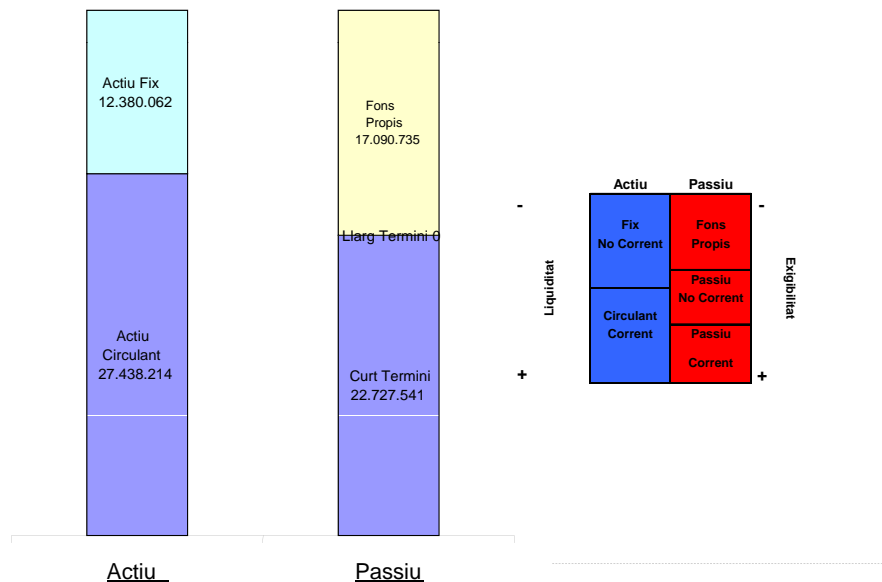 Actiu Fix
12.380.062
Actiu
Circulant
27.438.214
Actiu
Fons
Propis
17.090.735
Llarg Termini 0
Curt Termini
22.727.541
Passiu
Actiu Passiu
-
-
Fix
No Corrent
Fons
Propis
Passiu
No Corrent
Circulant
Corrent
Passiu
Corrent
Liquiditat
Exigibilitat
+
+